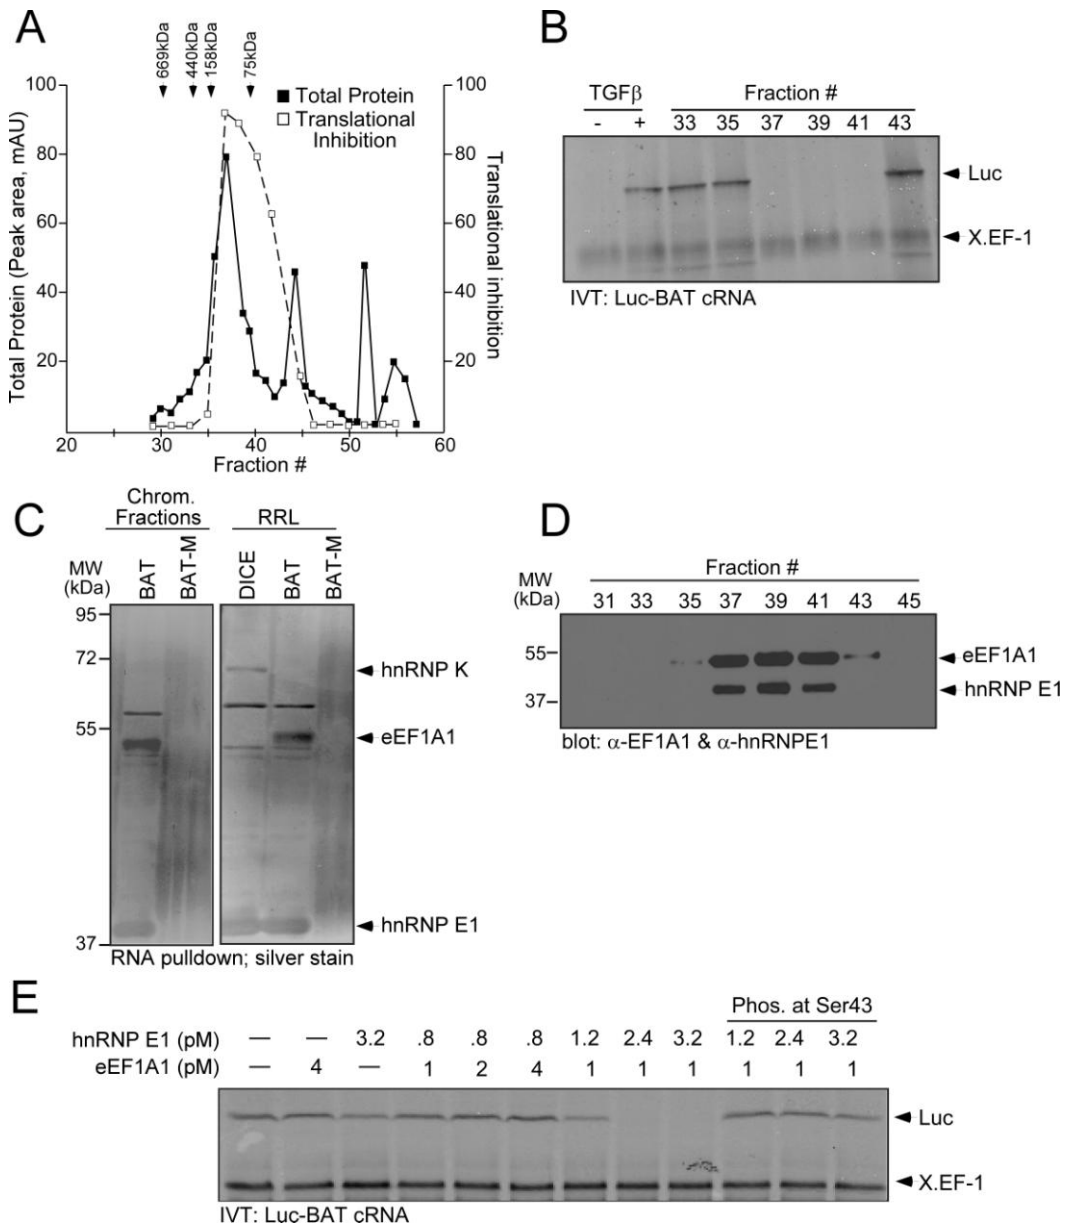 A
669kDa
440kDa
158kDa
75kDa
Total Protein
Translational
Inhibition
Total Protein (Peak area, mAU)
100
80
60
40
20
100
80
60
40
20
Translational inhibition
20 30 40 50 60
Fraction #
B
TGFβ Fraction #
- + 33 35 37 39 41 43
Luc
X.EF-1
IVT: Luc-BAT cRNA
C
Chrom.
Fractions RRL
MW
(kDa)
BAT BAT-M DICE BAT BAT-M
95
72
55
37
hnRNP K
eEF1A1
hnRNP E1
RNA pulldown; silver stain
D
Fraction #
MW
(kDa)
31 33 35 37 39 41 43 45
55
37
eEF1A1
hnRNP E1
blot: α-EF1A1 & α-hnRNPE1
E
Phos. at Ser43
hnRNP E1 (pM) — — 3.2 .8 .8 .8 1.2 2.4 3.2 1.2 2.4 3.2
eEF1A1 (pM) — 4 — 1 2 4 1 1 1 1 1 1
Luc
X.EF-1
IVT: Luc-BAT cRNA